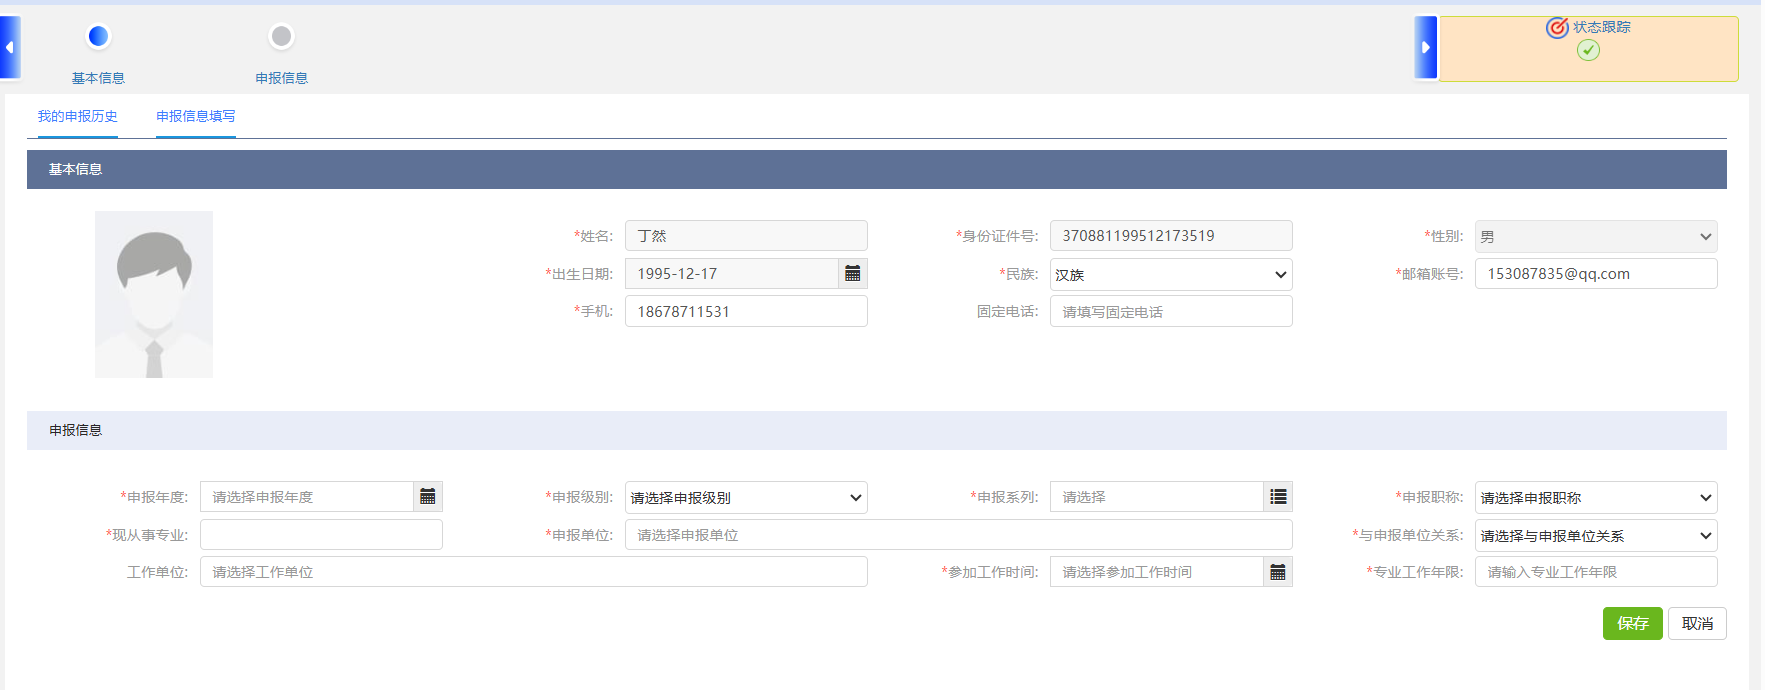 状态跟踪
基本信息 申报信息
我的申报历史 申报信息填写
基本信息
*姓名: 丁然 *身份证件号: 370881199512173519 *性别: 男
*出生日期: 1995-12-17 *民族: 汉族 *邮箱账号: 153087835@qq.com
*手机: 18678711531 固定电话: 请填写固定电话
申报信息
*申报年度: 请选择申报年度 *申报级别: 请选择申报级别 *申报系列: 请选择 *申报职称: 请选择申报职称
*现从事专业: *申报单位: 请选择申报单位 *与申报单位关系: 请选择与申报单位关系
工作单位: 请选择工作单位 *参加工作时间: 请选择参加工作时间 *专业工作年限: 请输入专业工作年限
保存 取消